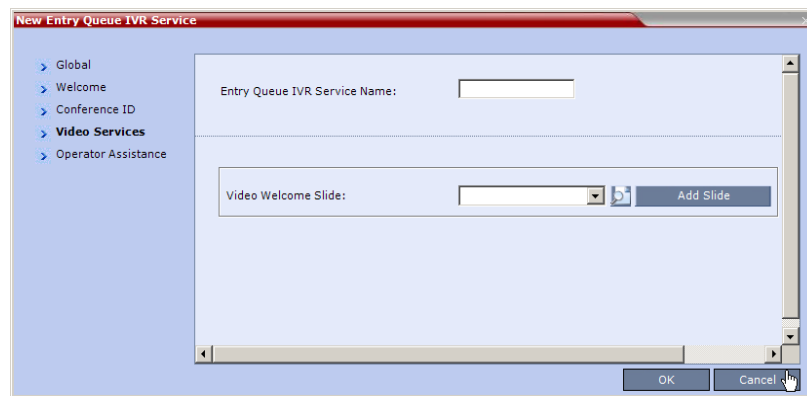 New Entry Queue IVR Service
Global
Welcome
Conference ID
Video Services
Operator Assistance
Entry Queue IVR Service Name:
Video Welcome Slide:
Add Slide
OK
Cancel